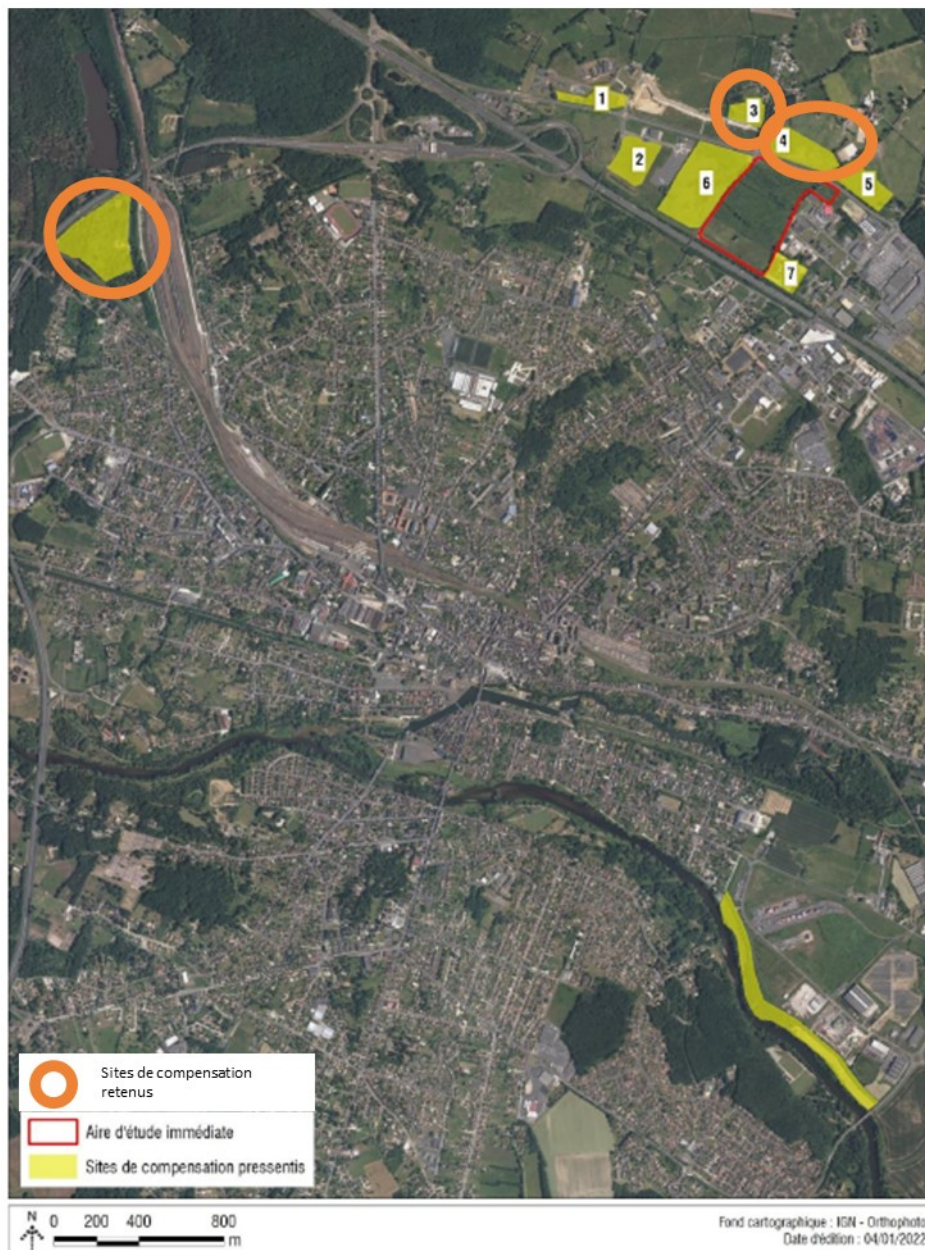 1
3
4
2
6
5
7
Sites de compensation
retenus
Aire d'étude immédiate
Sites de compensation pressentis
N
0 200 400 800
m
Fond cartographique : IGN - Orthophoto
Date d'édition : 04/01/2022